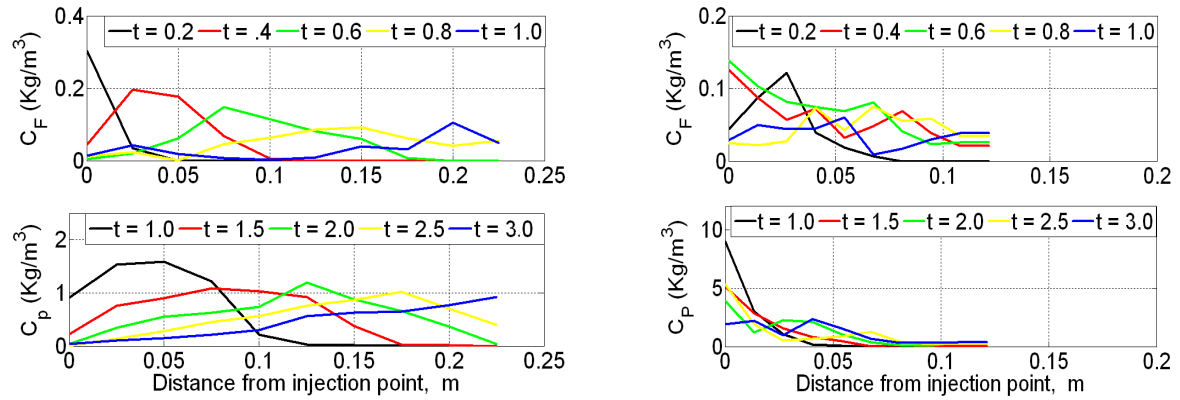 C_F (Kg/m^3)
0.4
0.2
0
t = 0.2 t = .4 t = 0.6 t = 0.8 t = 1.0
0 0.05 0.1 0.15 0.2 0.25
C_p (Kg/m^3)
2
1
0
t = 1.0 t = 1.5 t = 2.0 t = 2.5 t = 3.0
0 0.05 0.1 0.15 0.2 0.25
Distance from injection point, m
C_F (Kg/m^3)
0.2
0.1
0
t = 0.2 t = 0.4 t = 0.6 t = 0.8 t = 1.0
0 0.05 0.1 0.15 0.2
C_P (Kg/m^3)
10
5
0
t = 1.0 t = 1.5 t = 2.0 t = 2.5 t = 3.0
0 0.05 0.1 0.15 0.2
Distance from injection point, m